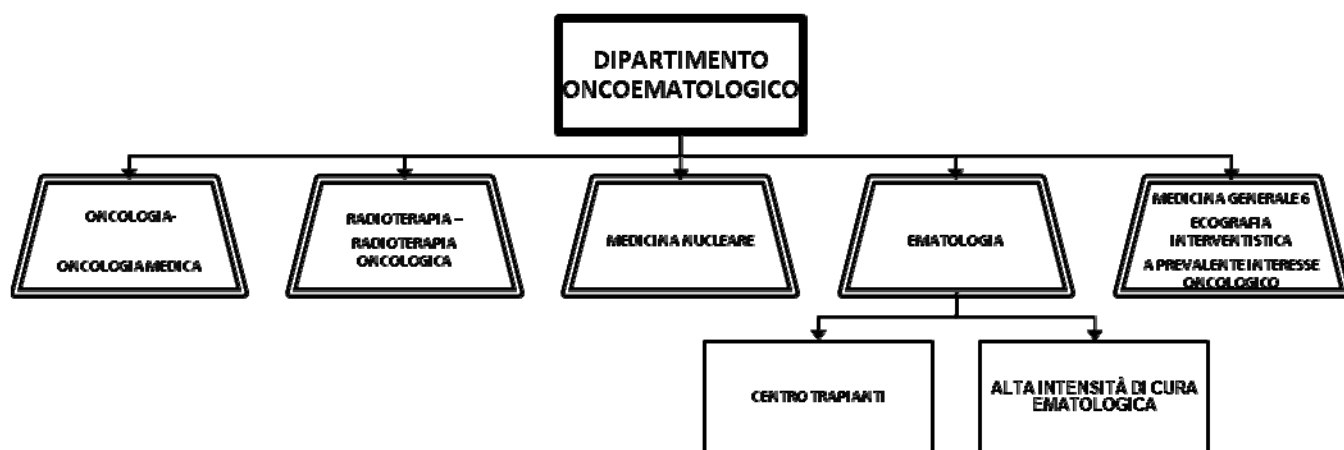 DIPARTIMENTO
ONCOEMATOLOGICO
ONCOLOGIA-
ONCOLOGIA MEDICA
RADIOTERAPIA –
RADIOTERAPIA
ONCOLOGICA
MEDICINA NUCLEARE
EMATOLOGIA
MEDICINA GENERALE 6
ECOGRAFIA
INTERVENTISTICA
A PREVALENTE INTERESSE
ONCOLOGICO
CENTRO TRAPIANTI
ALTA INTENSITÀ DI CURA
EMATOLOGICA